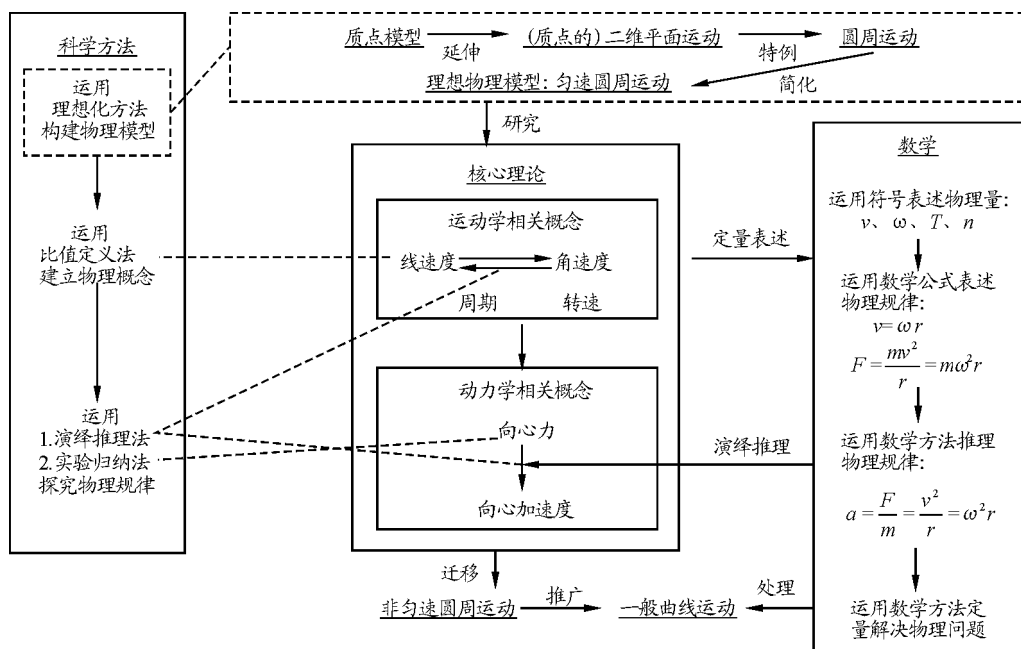 科学方法
运用
理想化方法
构建物理模型
运用
比值定义法
建立物理概念
运用
1.演绎推理法
2.实验归纳法
探究物理规律
质点模型
延伸
(质点的)二维平面运动
特例
圆周运动
简化
理想物理模型:匀速圆周运动
研究
核心理论
运动学相关概念
线速度
角速度
周期
转速
动力学相关概念
向心力
向心加速度
迁移
非匀速圆周运动
推广
一般曲线运动
定量表述
演绎推理
处理
数学
运用符号表述物理量:
v、ω、T、n
运用数学公式表述
物理规律:
v=ωr
F=mv²/r=mω²r
运用数学方法推理
物理规律:
a=F/m=v²/r=ω²r
运用数学方法定
量解决物理问题